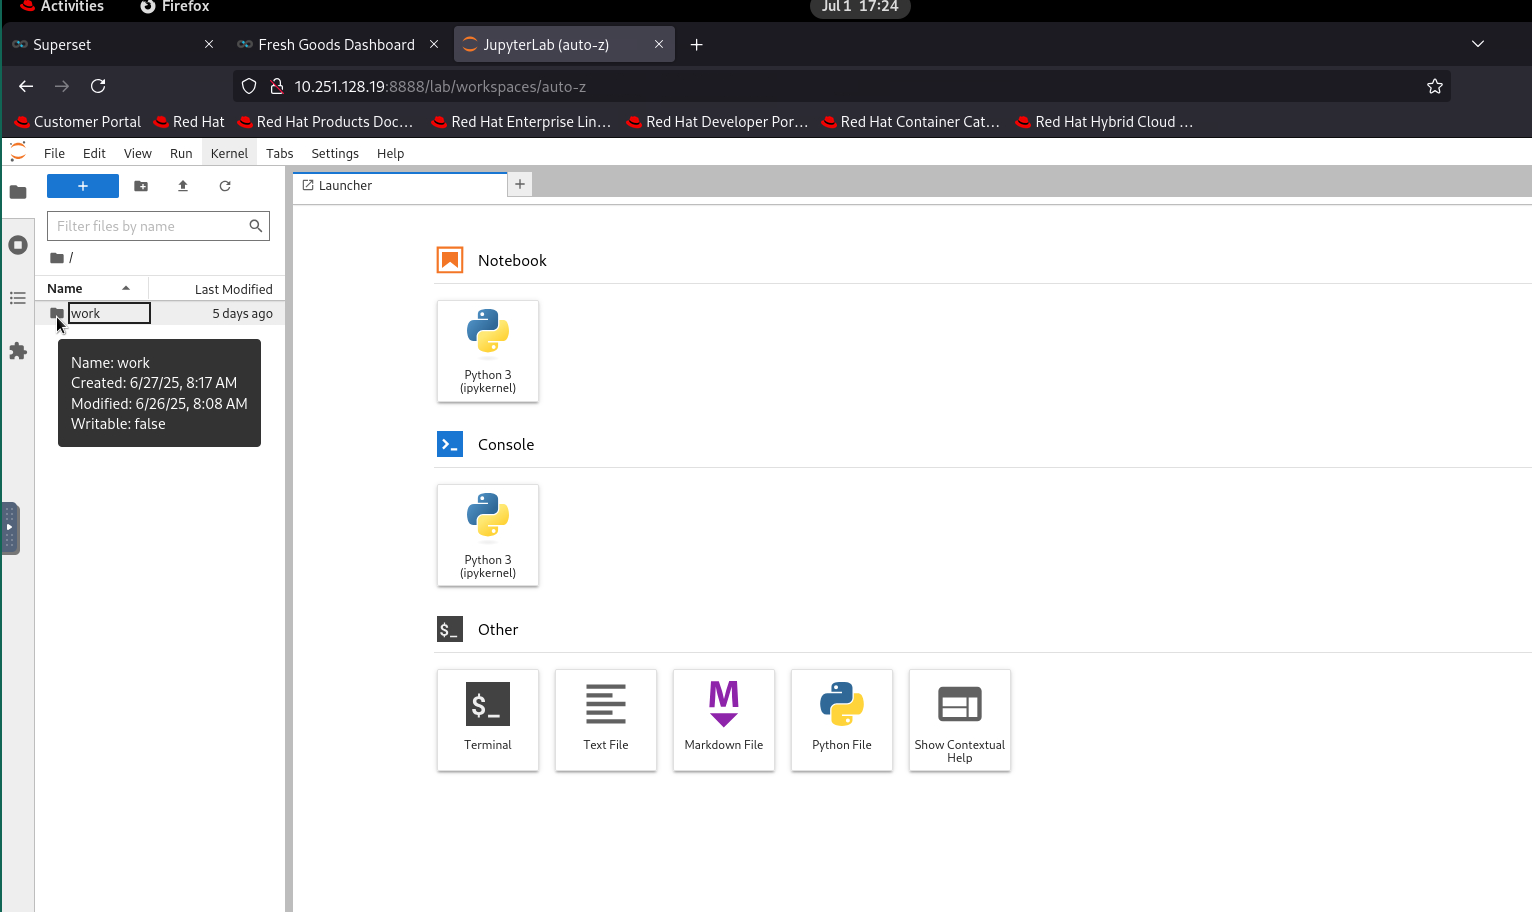 Activities
Firefox
Jul 1 17:24
Superset
Fresh Goods Dashboard
JupyterLab (auto-z)
10.251.128.19:8888/lab/workspaces/auto-z
Customer Portal
Red Hat
Red Hat Products Doc…
Red Hat Enterprise Lin…
Red Hat Developer Por…
Red Hat Container Cat…
Red Hat Hybrid Cloud …
File
Edit
View
Run
Kernel
Tabs
Settings
Help
Launcher
Filter files by name
/
Name
Last Modified
work
5 days ago
Name: work
Created: 6/27/25, 8:17 AM
Modified: 6/26/25, 8:08 AM
Writable: false
Notebook
Python 3
(ipykernel)
Console
Python 3
(ipykernel)
$_
Other
$_
Terminal
Text File
M
Markdown File
Python File
Show Contextual
Help